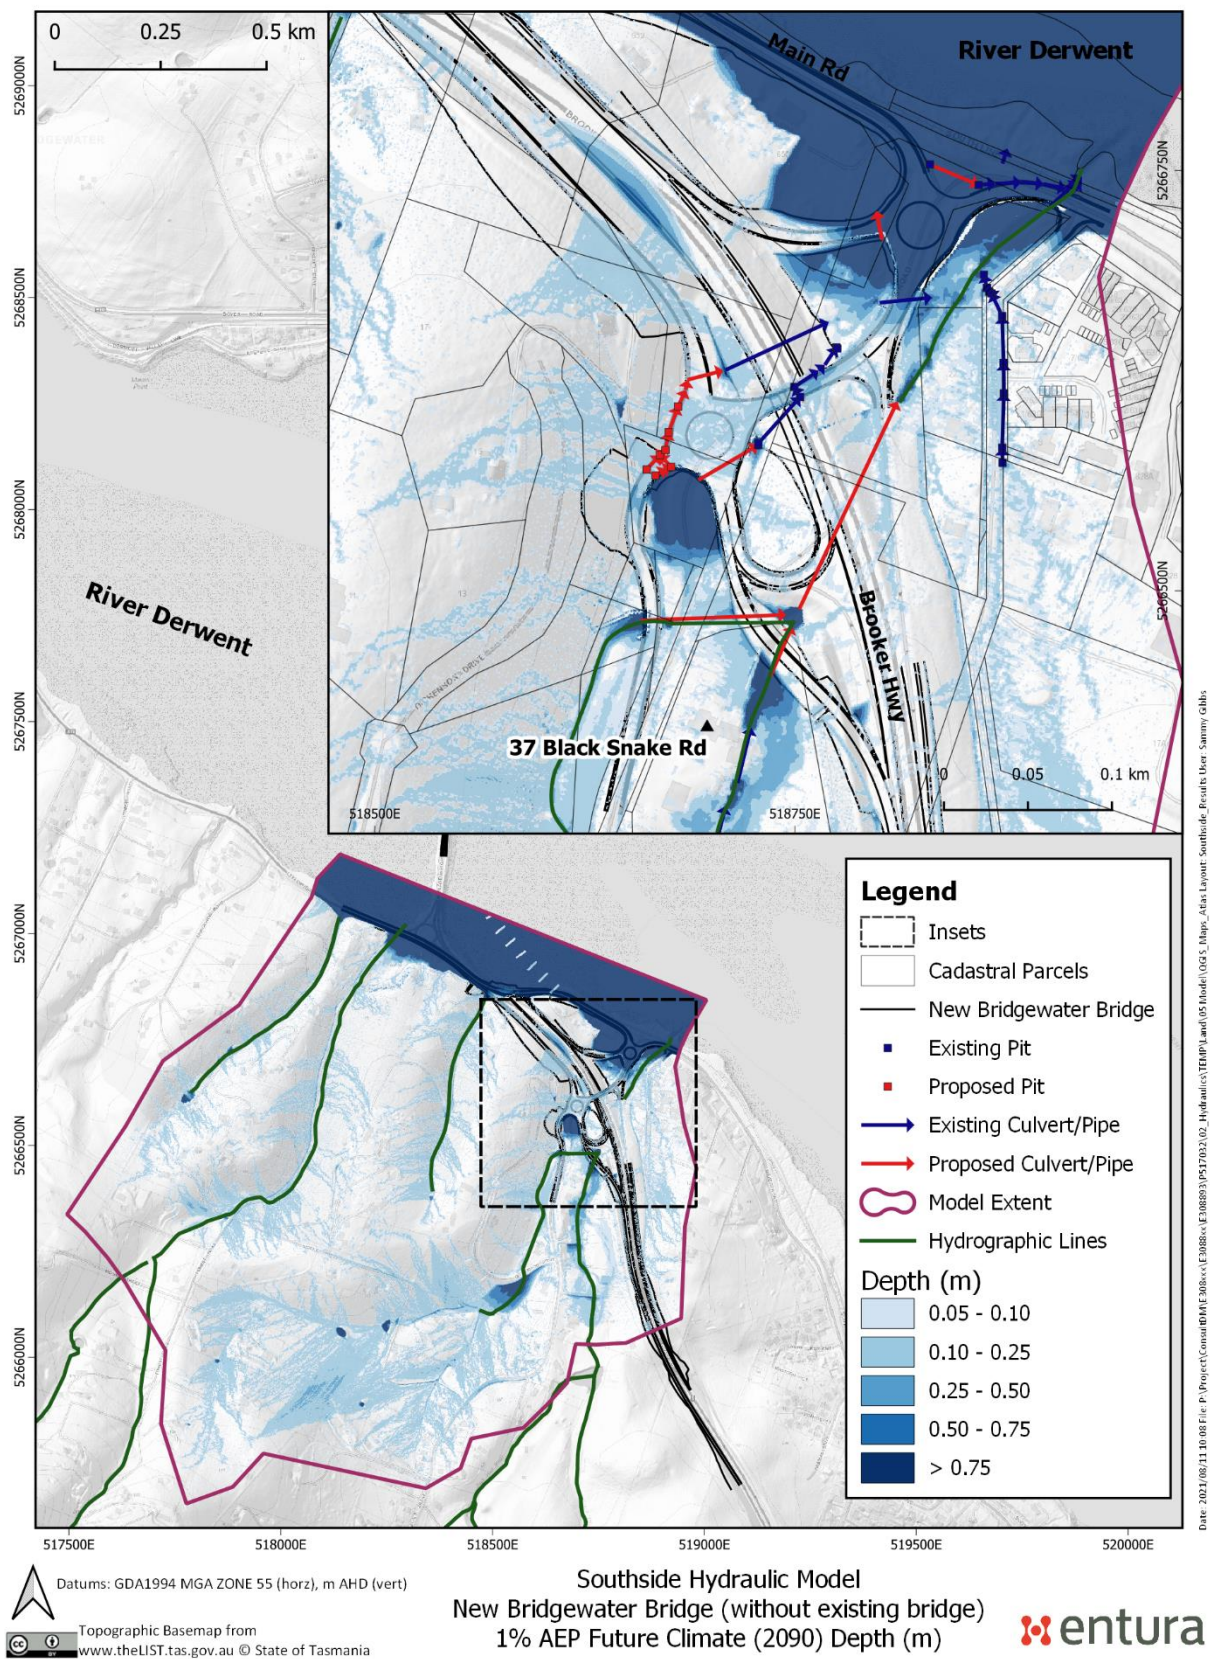 0 0.25 0.5 km
Main Rd
River Derwent
5269000N
5268500N
5268000N
5267500N
5267000N
5266500N
5266000N
5266750N
5266500N
River Derwent
Brooker Hwy
37 Black Snake Rd
0 0.05 0.1 km
518500E
518750E
Legend
Insets
Cadastral Parcels
New Bridgewater Bridge
Existing Pit
Proposed Pit
Existing Culvert/Pipe
Proposed Culvert/Pipe
Model Extent
Hydrographic Lines
Depth (m)
0.05 - 0.10
0.10 - 0.25
0.25 - 0.50
0.50 - 0.75
> 0.75
517500E 518000E 518500E 519000E 519500E 520000E
Datums: GDA1994 MGA ZONE 55 (horz), m AHD (vert)
Topographic Basemap from
www.theLIST.tas.gov.au © State of Tasmania
cc BY
Southside Hydraulic Model
New Bridgewater Bridge (without existing bridge)
1% AEP Future Climate (2090) Depth (m)
entura